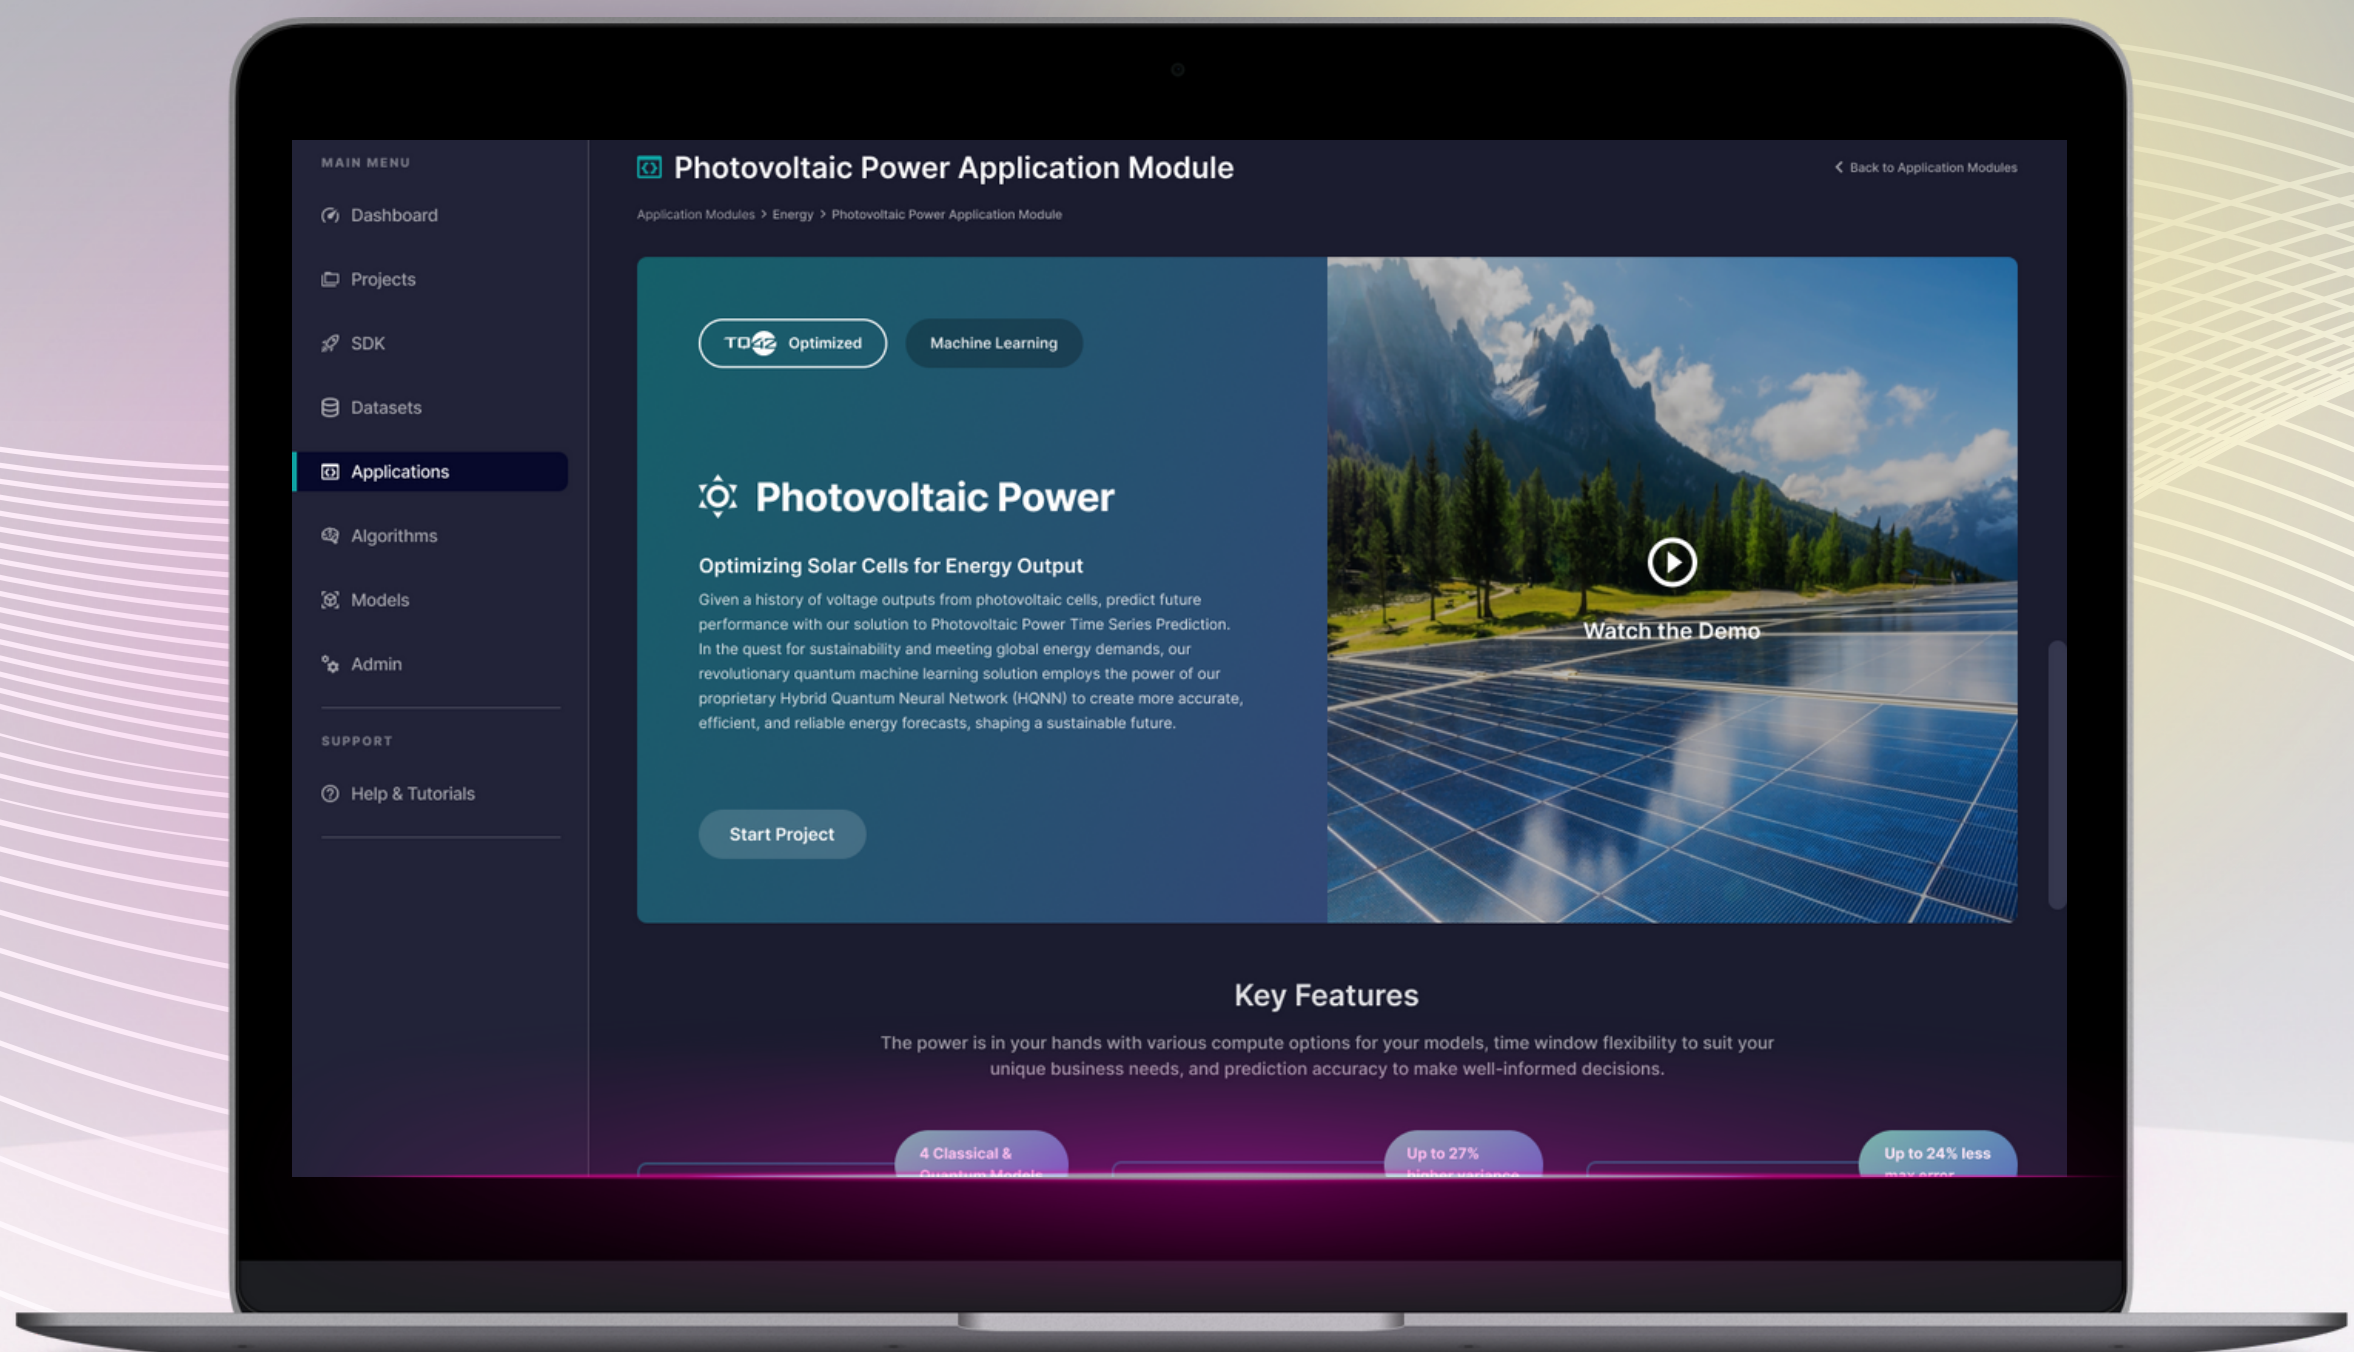 MAIN MENU
Dashboard
Projects
SDK
Datasets
Applications
Algorithms
Models
Admin
SUPPORT
Help & Tutorials
Photovoltaic Power Application Module
Back to Application Modules
Application Modules > Energy > Photovoltaic Power Application Module
TQ42 Optimized
Machine Learning
Photovoltaic Power
Optimizing Solar Cells for Energy Output
Given a history of voltage outputs from photovoltaic cells, predict future
performance with our solution to Photovoltaic Power Time Series Prediction.
In the quest for sustainability and meeting global energy demands, our
revolutionary quantum machine learning solution employs the power of our
proprietary Hybrid Quantum Neural Network (HQNN) to create more accurate,
efficient, and reliable energy forecasts, shaping a sustainable future.
Start Project
Watch the Demo
Key Features
The power is in your hands with various compute options for your models, time window flexibility to suit your
unique business needs, and prediction accuracy to make well-informed decisions.
4 Classical &
Quantum Models
Up to 27%
higher variance
Up to 24% less
max error